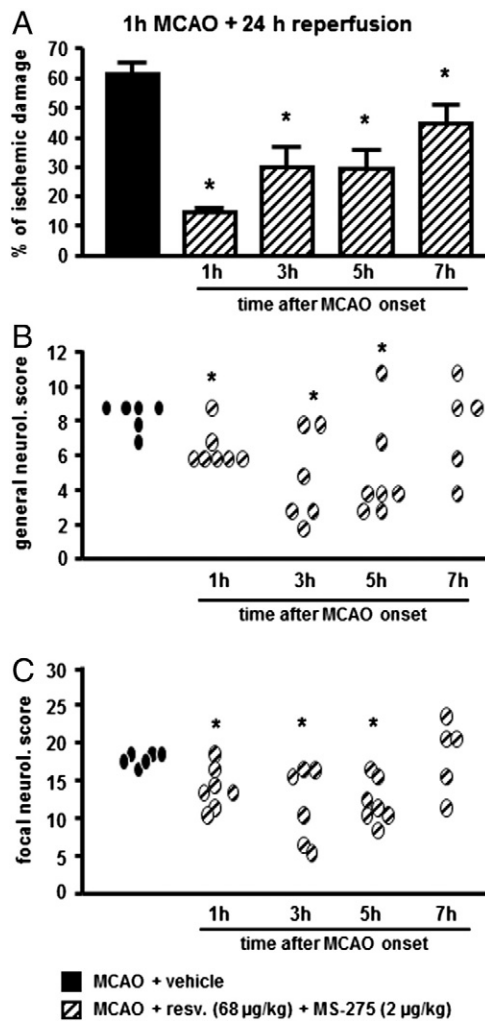 A
1h MCAO + 24 h reperfusion
% of ischemic damage
70
60
50
40
30
20
10
0
*
*
*
*
1h 3h 5h 7h
time after MCAO onset
B
general neurol. score
12
10
8
6
4
2
0
*
*
*
1h 3h 5h 7h
time after MCAO onset
C
focal neurol. score
30
25
20
15
10
5
0
*
*
*
1h 3h 5h 7h
time after MCAO onset
MCAO + vehicle
MCAO + resv. (68 µg/kg) + MS-275 (2 µg/kg)